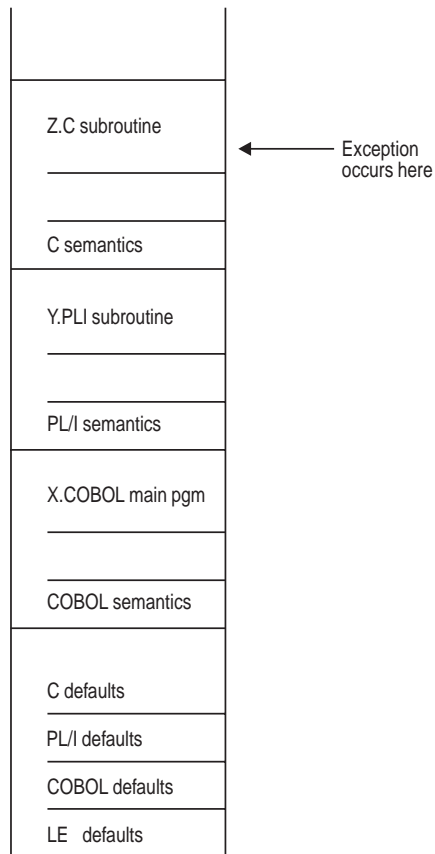 Z.C subroutine
Exception
occurs here
C semantics
Y.PLI subroutine
PL/I semantics
X.COBOL main pgm
COBOL semantics
C defaults
PL/I defaults
COBOL defaults
LE defaults